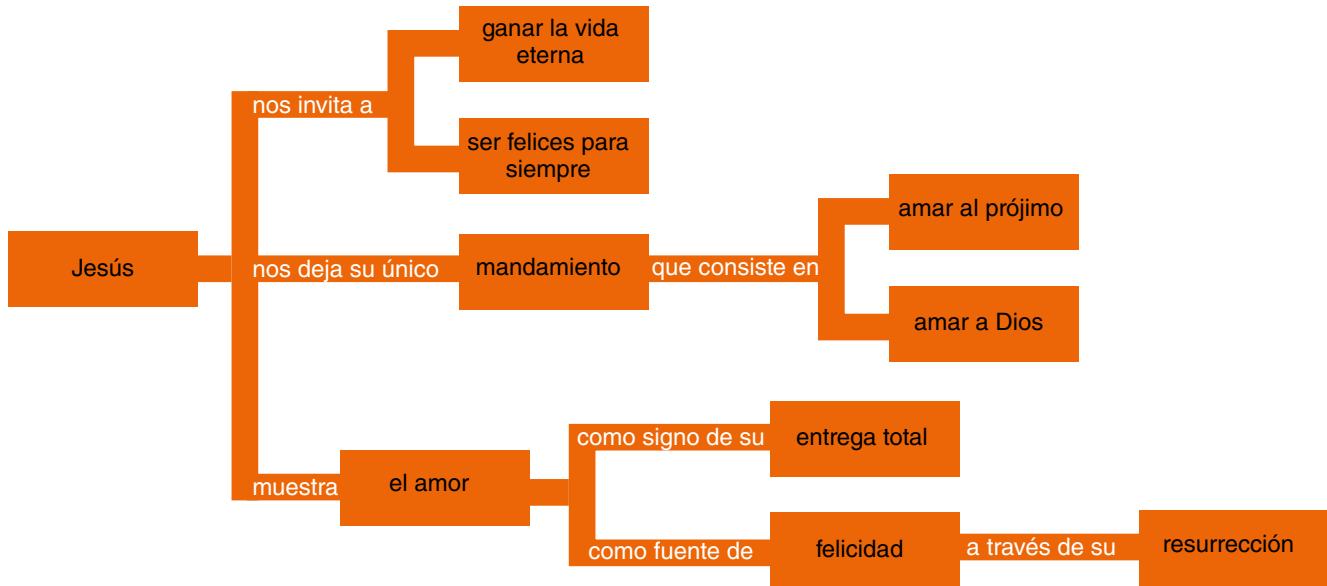 ganar la vida
eterna
nos invita a
ser felices para
siempre
amar al prójimo
Jesús
nos deja su único
mandamiento
que consiste en
amar a Dios
como signo de su
entrega total
muestra
el amor
como fuente de
felicidad
a través de su
resurrección